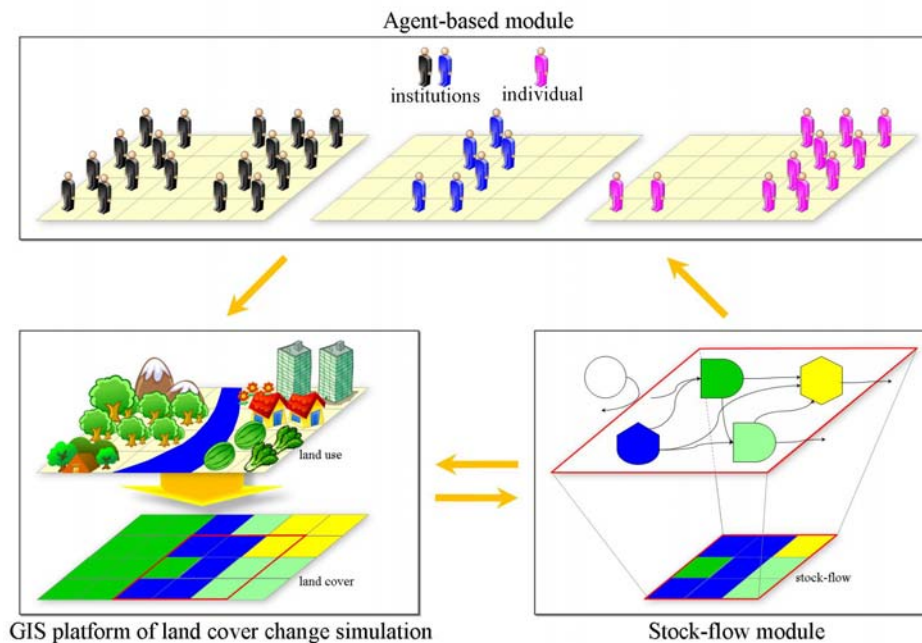 Agent-based module
institutions
individual
land use
land cover
stock-flow
GIS platform of land cover change simulation
Stock-flow module